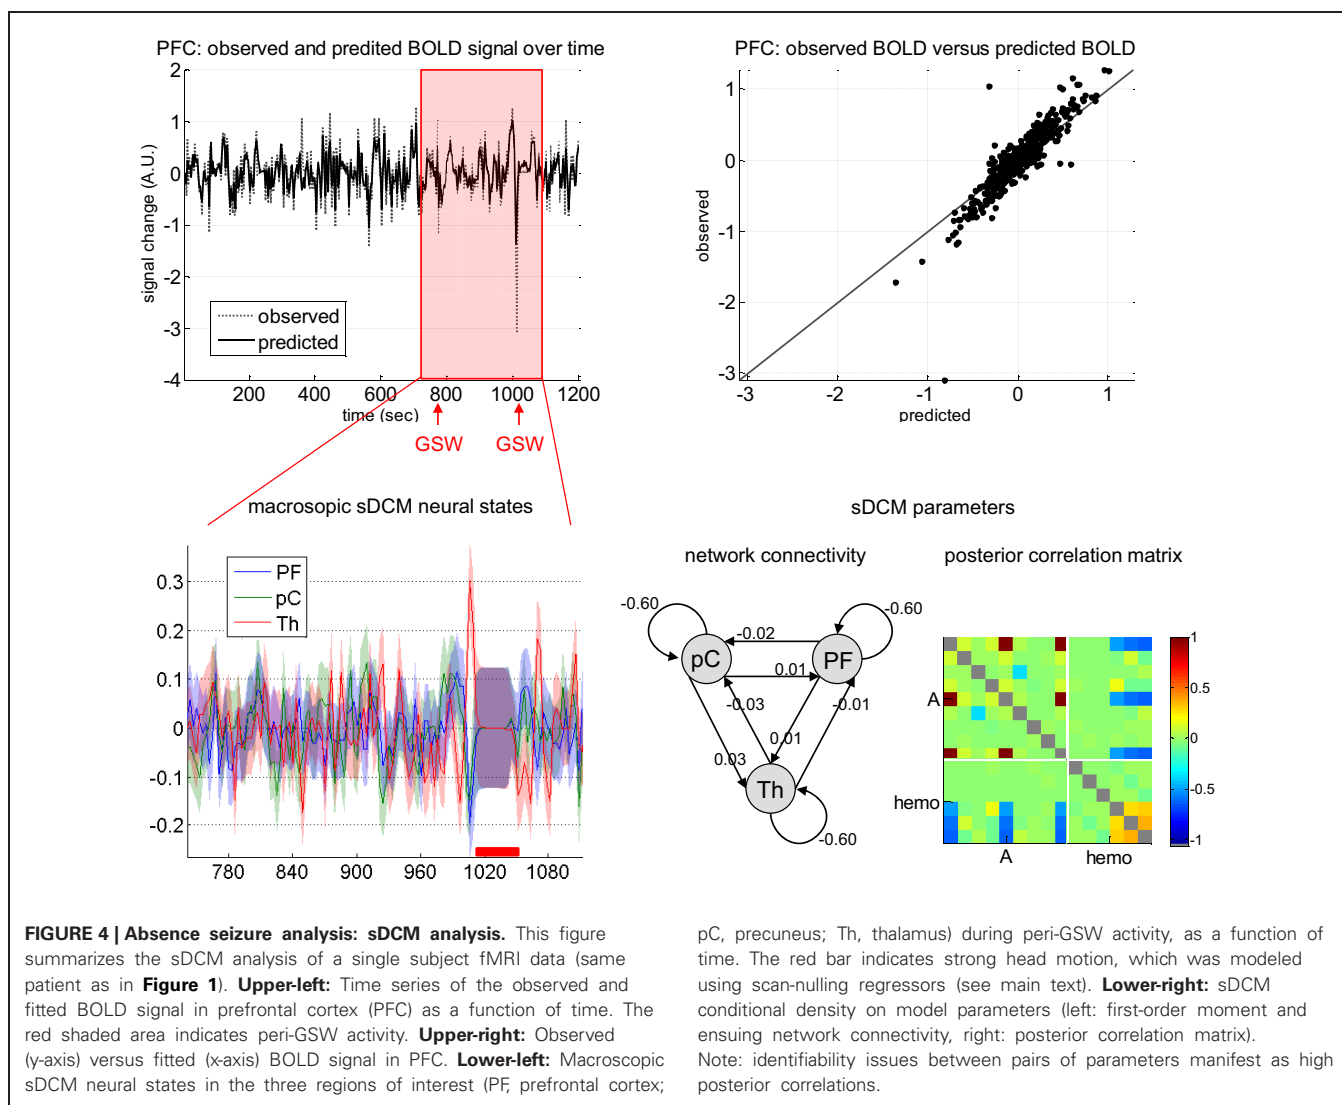 PFC: observed and predited BOLD signal over time
2
1
0
-1
-2
-3
-4
signal change (A.U.)
observed
predicted
200
400
600
800
1000
1200
time (sec)
GSW
GSW
PFC: observed BOLD versus predicted BOLD
1
0
-1
-2
-3
observed
-3
-2
-1
0
1
predicted
macrosopic sDCM neural states
0.3
0.2
0.1
0
-0.1
-0.2
PF
pC
Th
780
840
900
960
1020
1080
sDCM parameters
network connectivity
-0.60
-0.60
-0.02
pC
PF
0.01
-0.03
-0.01
0.03
0.01
Th
-0.60
posterior correlation matrix
A
hemo
A
hemo
1
0.5
0
-0.5
-1
FIGURE 4 | Absence seizure analysis: sDCM analysis. This figure
summarizes the sDCM analysis of a single subject fMRI data (same
patient as in Figure 1). Upper-left: Time series of the observed and
fitted BOLD signal in prefrontal cortex (PFC) as a function of time. The
red shaded area indicates peri-GSW activity. Upper-right: Observed
(y-axis) versus fitted (x-axis) BOLD signal in PFC. Lower-left: Macroscopic
sDCM neural states in the three regions of interest (PF, prefrontal cortex;
pC, precuneus; Th, thalamus) during peri-GSW activity, as a function of
time. The red bar indicates strong head motion, which was modeled
using scan-nulling regressors (see main text). Lower-right: sDCM
conditional density on model parameters (left: first-order moment and
ensuing network connectivity, right: posterior correlation matrix).
Note: identifiability issues between pairs of parameters manifest as high
posterior correlations.